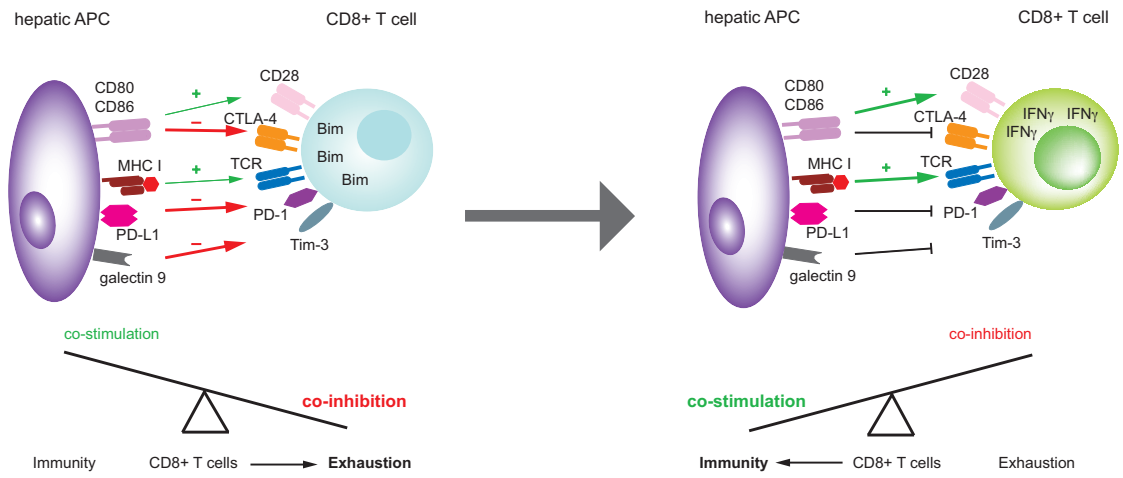 hepatic APC
CD8+ T cell
CD80
CD86
+
–
CD28
CTLA-4
Bim
Bim
Bim
MHC I
+
TCR
–
PD-1
PD-L1
–
Tim-3
galectin 9
co-stimulation
co-inhibition
Immunity
CD8+ T cells
Exhaustion
hepatic APC
CD8+ T cell
CD80
CD86
+
CD28
CTLA-4
IFNγ IFNγ
IFNγ
MHC I
+
TCR
PD-1
PD-L1
Tim-3
galectin 9
co-inhibition
co-stimulation
Immunity
CD8+ T cells
Exhaustion